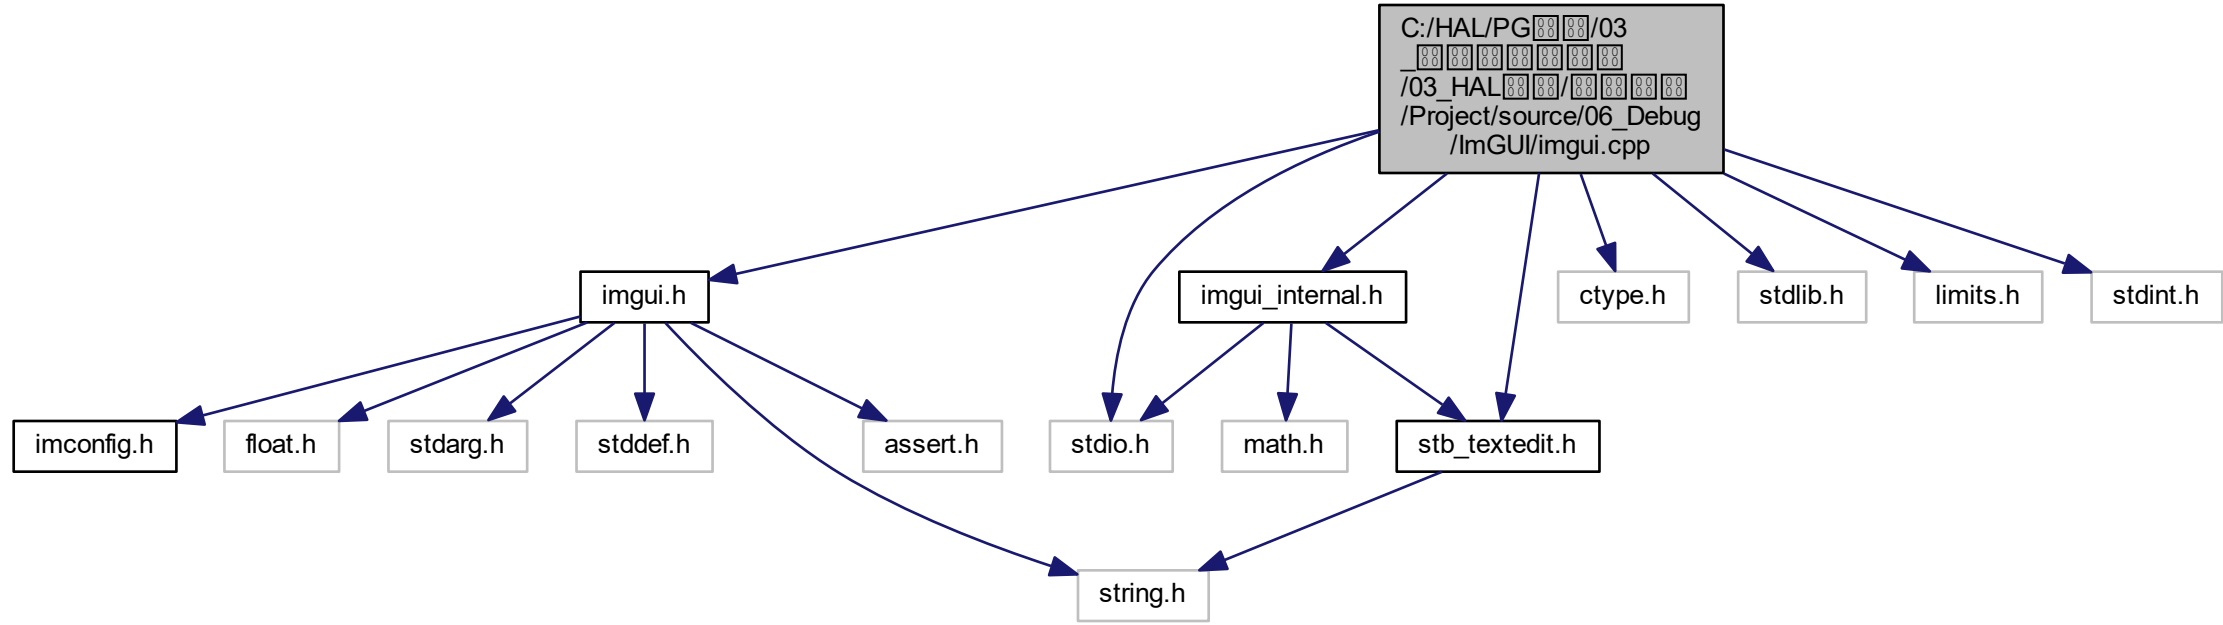 C:/HAL/PG/03
_
/03_HAL/
/Project/source/06_Debug
/ImGUI/imgui.cpp
imgui.h
imgui_internal.h
ctype.h
stdlib.h
limits.h
stdint.h
imconfig.h
float.h
stdarg.h
stddef.h
assert.h
stdio.h
math.h
stb_textedit.h
string.h